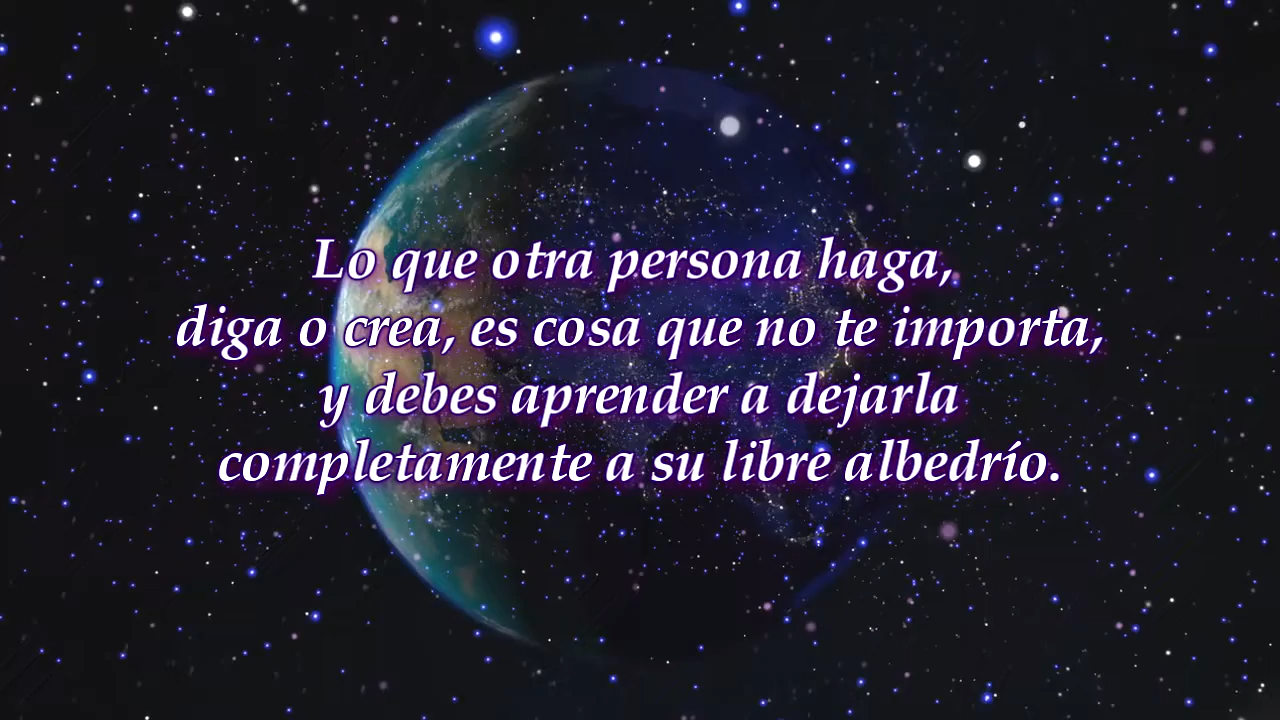 Lo que otra persona haga,
diga o crea, es cosa que no te importa,
y debes aprender a dejarla
completamente a su libre albedrío.